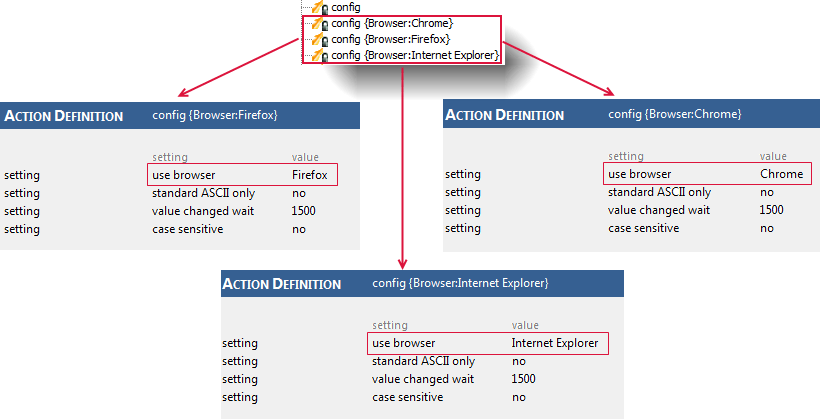 config
config {Browser:Chrome}
config {Browser:Firefox}
config {Browser:Internet Explorer}
ACTION DEFINITION config {Browser:Firefox}
setting value
setting use browser Firefox
setting standard ASCII only no
setting value changed wait 1500
setting case sensitive no
ACTION DEFINITION config {Browser:Chrome}
setting value
setting use browser Chrome
setting standard ASCII only no
setting value changed wait 1500
setting case sensitive no
ACTION DEFINITION config {Browser:Internet Explorer}
setting value
setting use browser Internet Explorer
setting standard ASCII only no
setting value changed wait 1500
setting case sensitive no